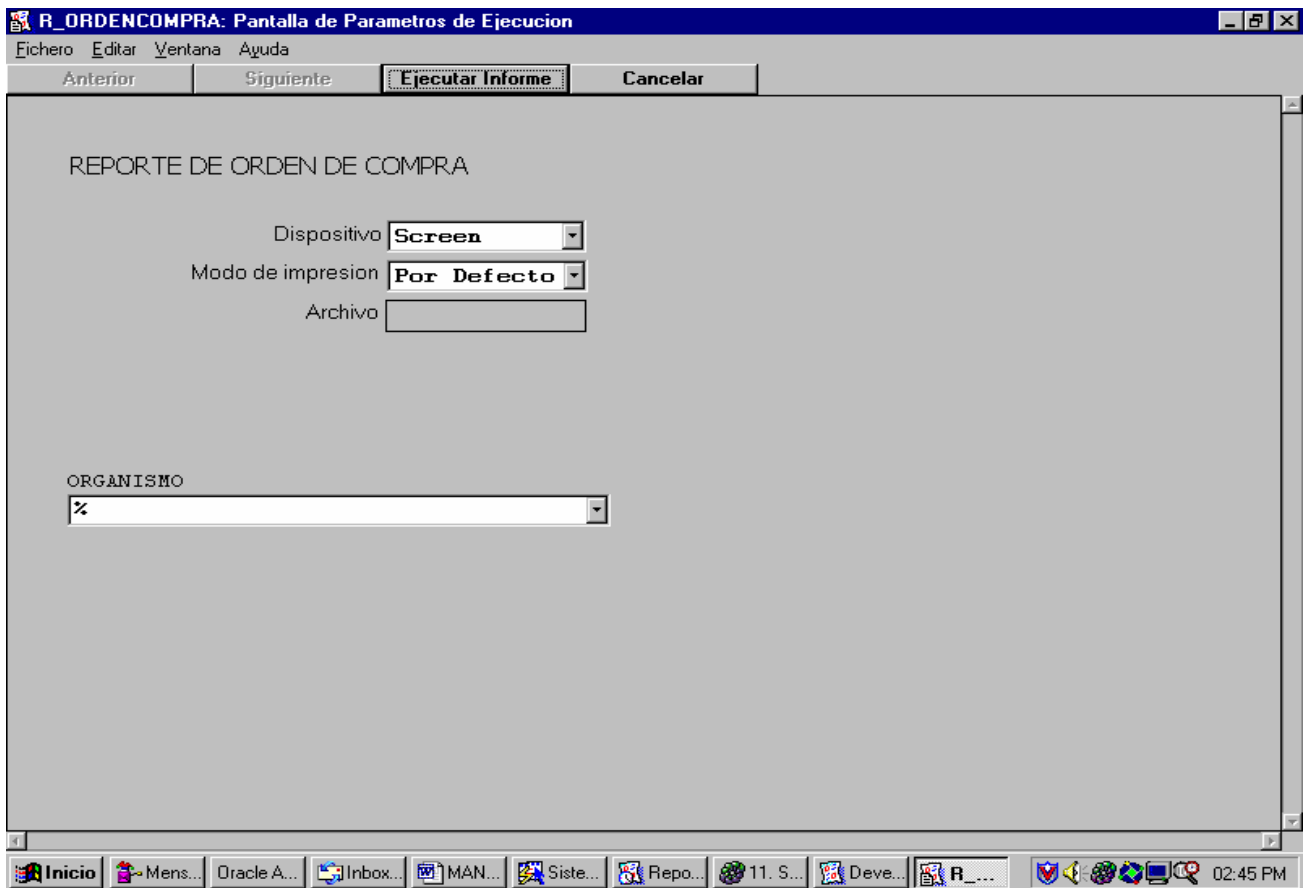 R_ORDENCOMPRA: Pantalla de Parametros de Ejecucion
Fichero Editar Ventana Ayuda
Anterior Siguiente Ejecutar Informe Cancelar
REPORTE DE ORDEN DE COMPRA
Dispositivo Screen
Modo de impresion Por Defecto
Archivo
ORGANISMO
%
Inicio Mens... Oracle A... Inbox... MAN... Siste... Repo... 11. S... Deve... R_... 02:45 PM